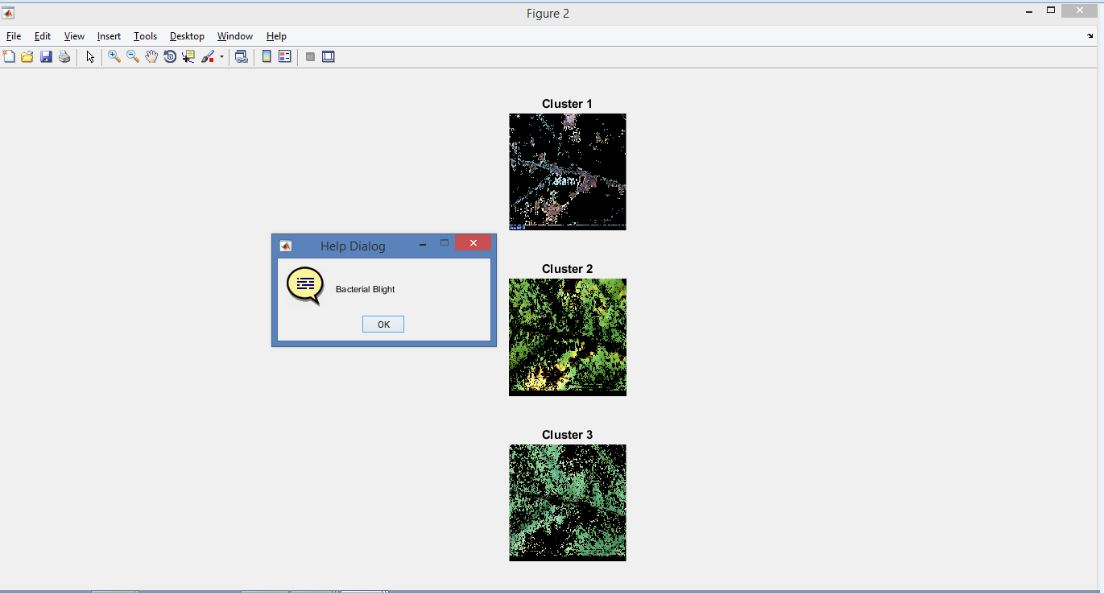 Figure 2
File Edit View Insert Tools Desktop Window Help
Cluster 1
Help Dialog
Bacterial Blight
OK
Cluster 2
Cluster 3